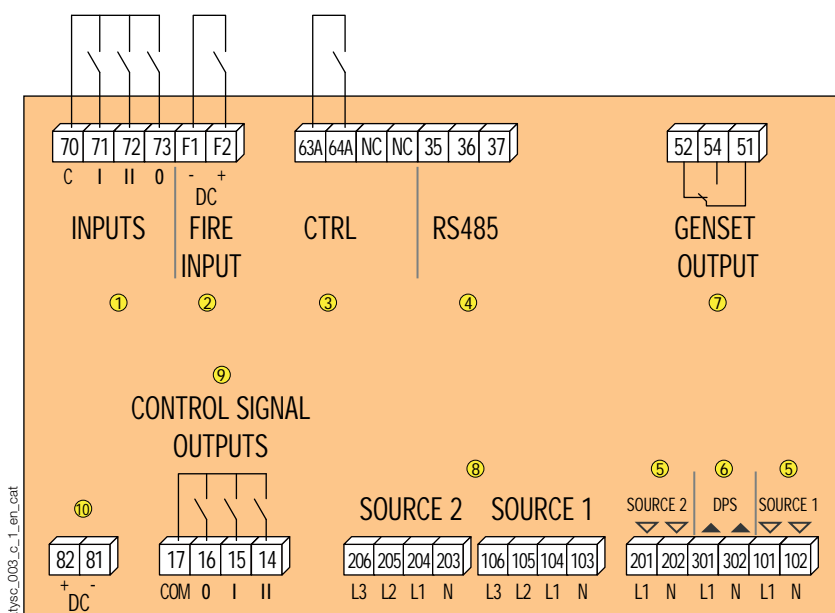 70 71 72 73 F1 F2
63A 64A NC NC 35 36 37
52 54 51
C I II 0 - +
DC
INPUTS
FIRE
INPUT
CTRL
RS485
GENSET
OUTPUT
1 2 3 4 7
9
CONTROL SIGNAL
OUTPUTS
8
5 6 5
10
SOURCE 2 SOURCE 1
SOURCE 2 DPS SOURCE 1
82 81
17 16 15 14
206 205 204 203 106 105 104 103
201 202 301 302 101 102
+ -
DC
COM 0 I II
L3 L2 L1 N L3 L2 L1 N
L1 N L1 N L1 N
tysc_003_c_1_en_cat